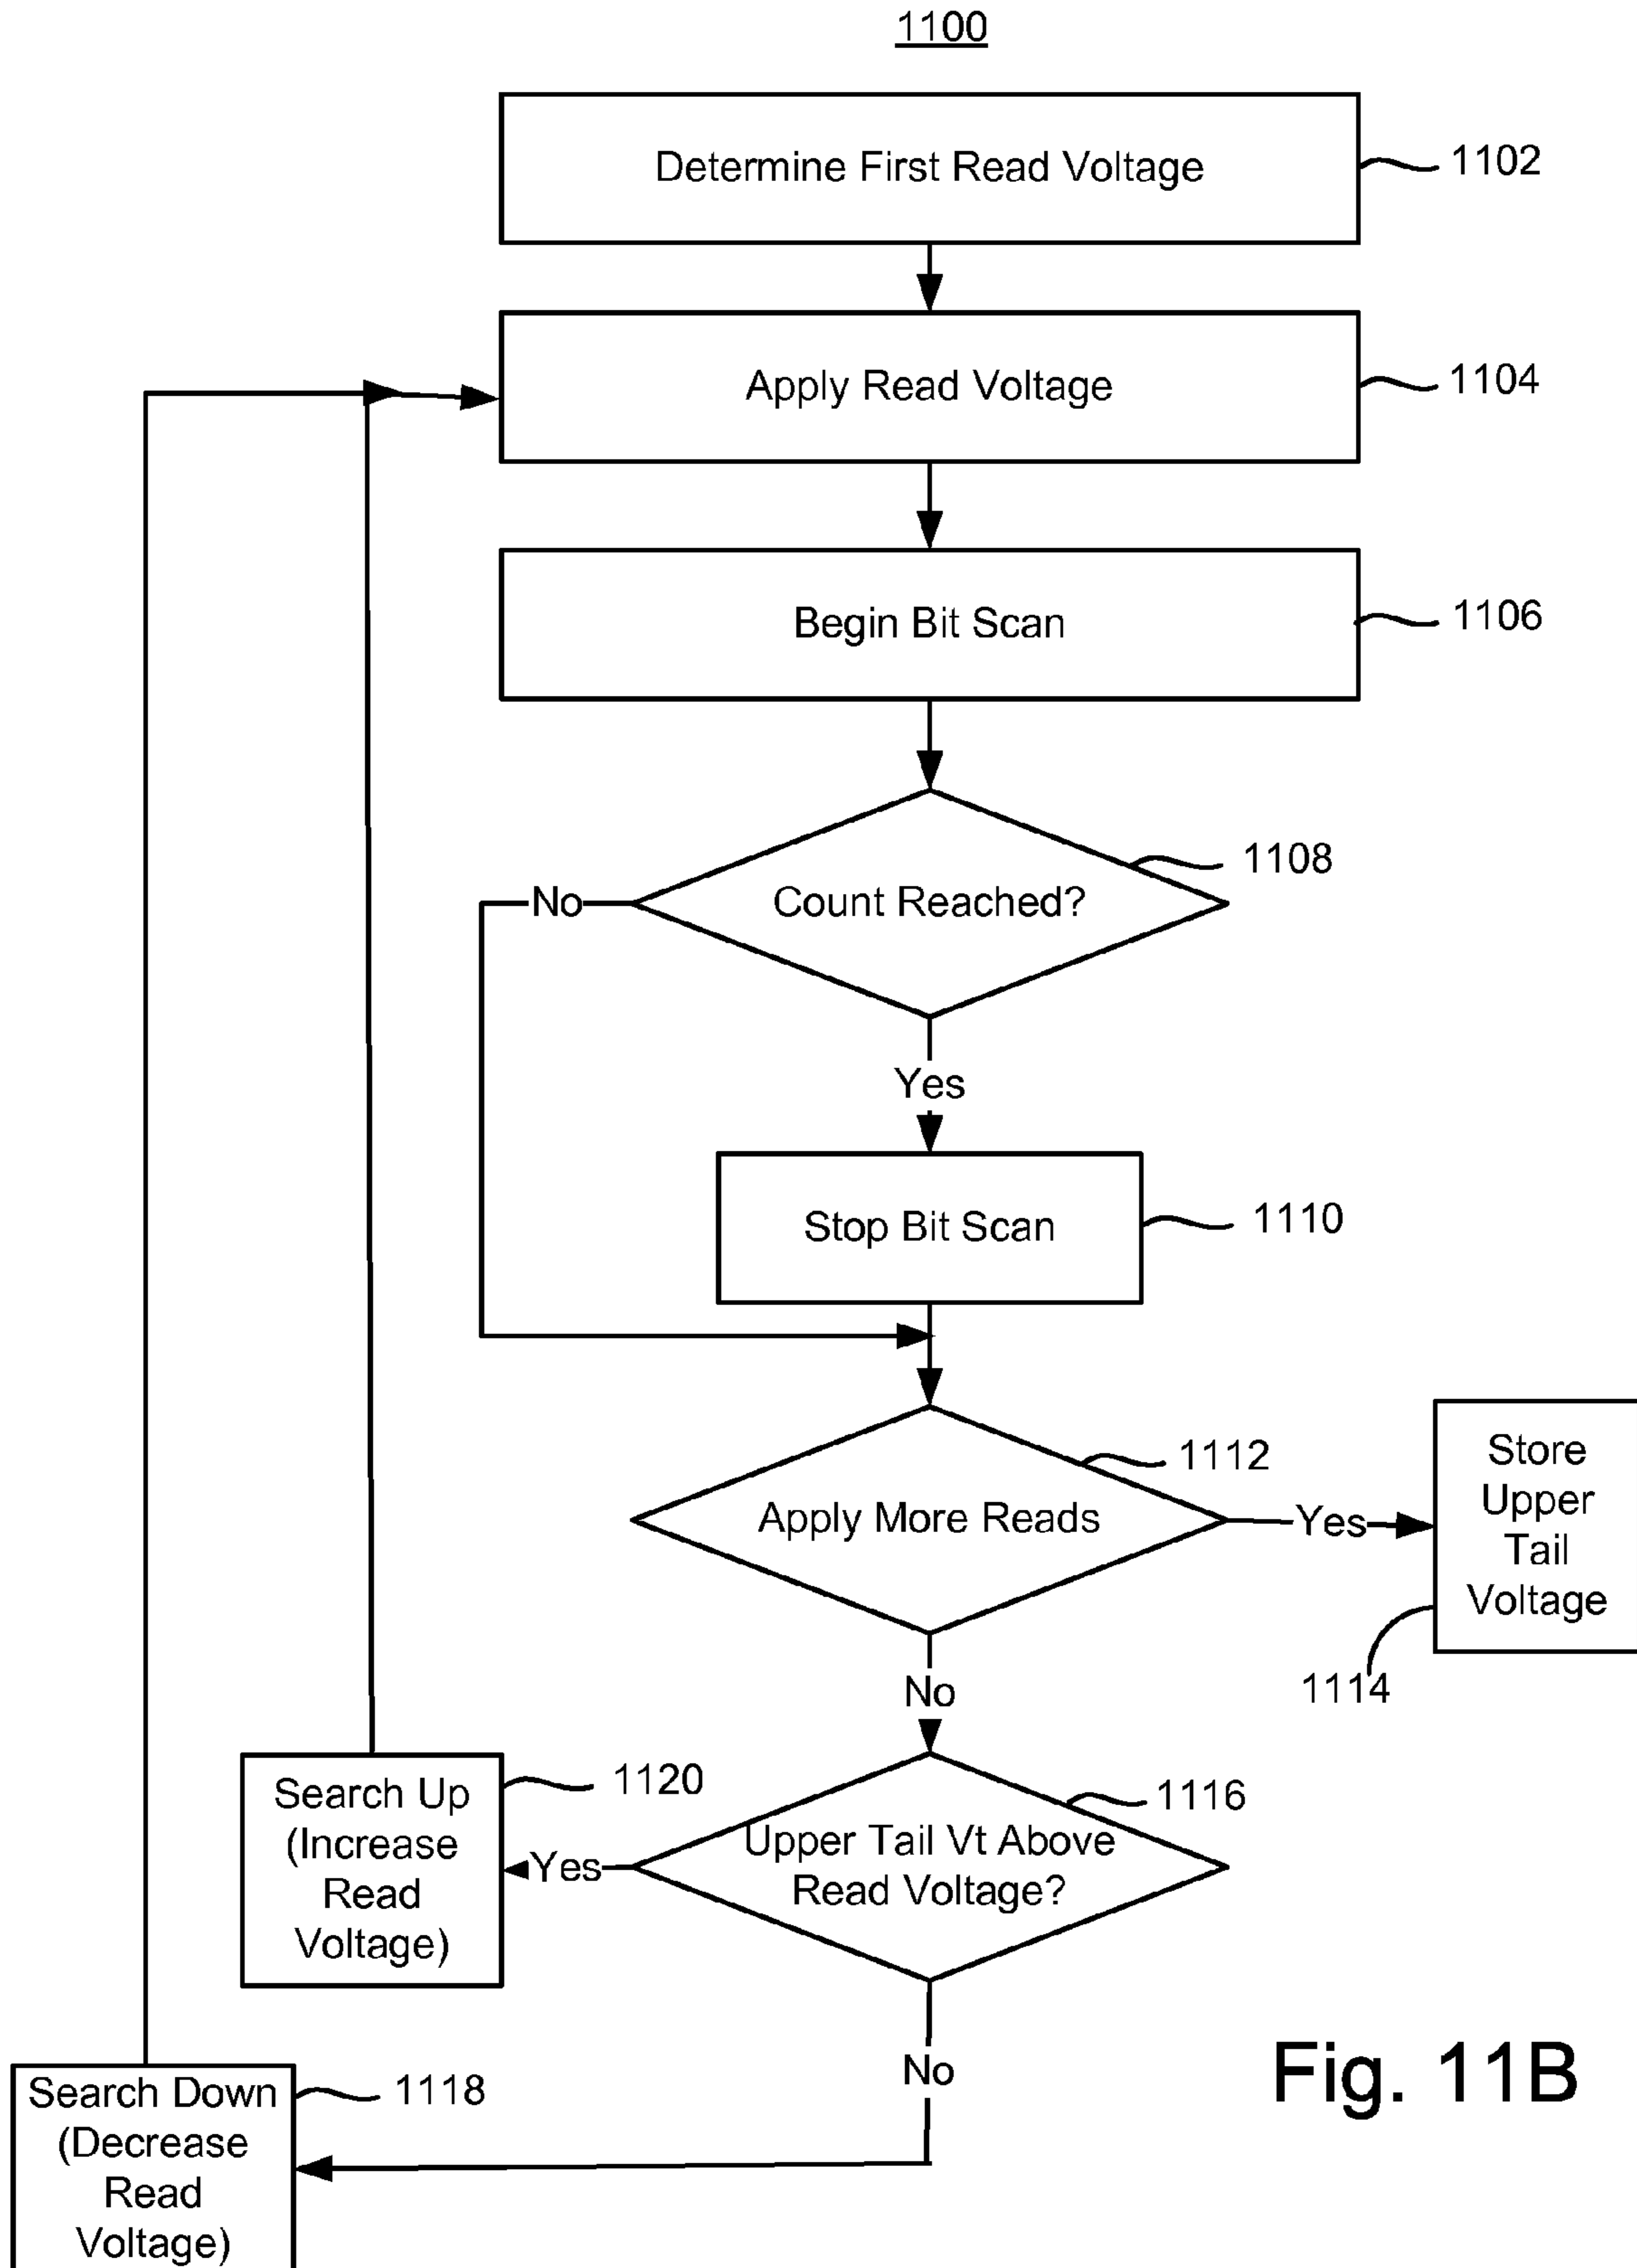 1100
Determine First Read Voltage
1102
Apply Read Voltage
1104
Begin Bit Scan
1106
1108
No
Count Reached?
Yes
Stop Bit Scan
1110
1112
Apply More Reads
Yes
Store
Upper
Tail
Voltage
1114
No
1116
Upper Tail Vt Above
Read Voltage?
Yes
1120
Search Up
(Increase
Read
Voltage)
No
1118
Search Down
(Decrease
Read
Voltage)
Fig. 11B